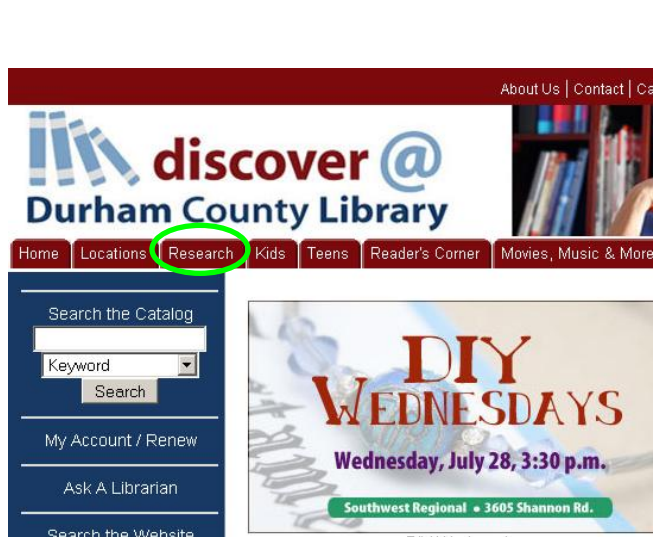 About Us | Contact | Ca
discover @
Durham County Library
Home Locations Research Kids Teens Reader's Corner Movies, Music & More
Search the Catalog
Keyword
Search
My Account / Renew
Ask A Librarian
Search the Website
DIY
WEDNESDAYS
Wednesday, July 28, 3:30 p.m.
Southwest Regional • 3605 Shannon Rd.